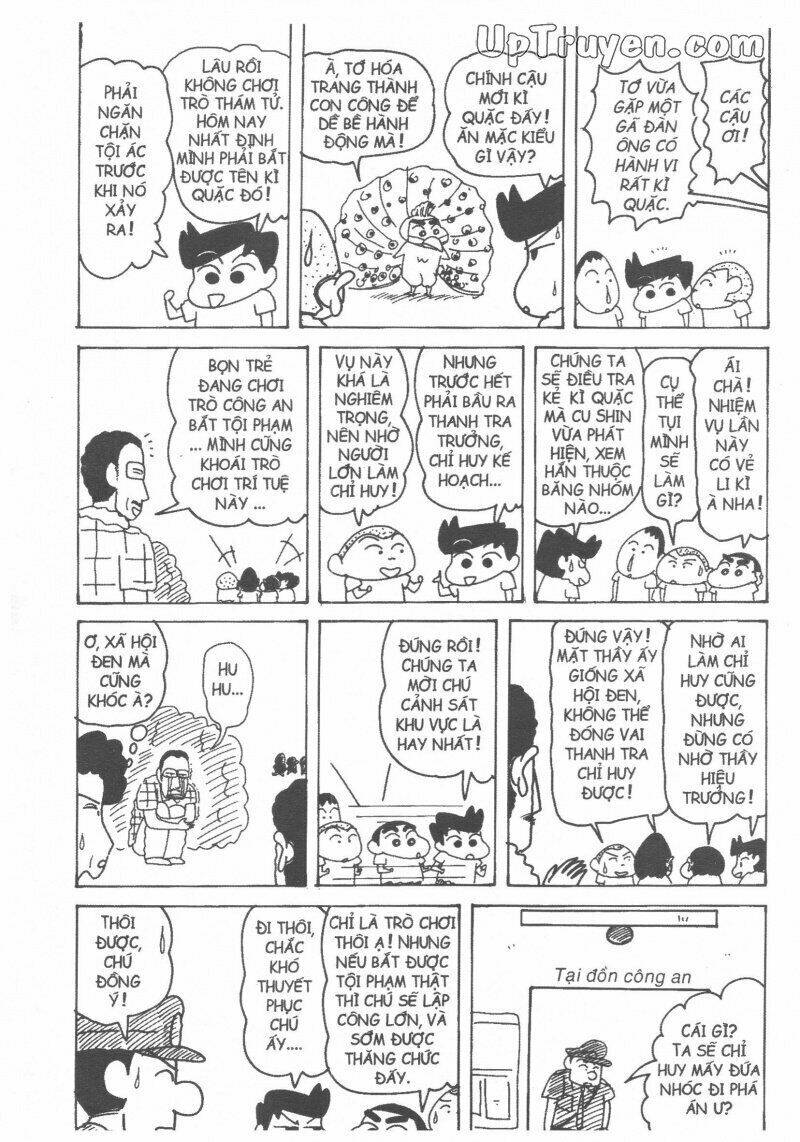 UpTruyen.com
CÁC
CẬU
ƠI!
TỚ VỪA
GẶP MỘT
GÃ ĐÀN
ÔNG CÓ
HÀNH VI
RẤT KÌ
QUẶC.
CHÍNH CẬU
MỚI KÌ
QUẶC ĐẤY!
ĂN MẶC KIỂU
GÌ VẬY?
À, TỚ HÓA
TRANG THÀNH
CON CÔNG ĐỂ
DỄ BỀ HÀNH
ĐỘNG MÀ!
LÂU RỒI
KHÔNG CHƠI
TRÒ THÁM TỬ.
HÔM NAY
NHẤT ĐỊNH
MÌNH PHẢI BẮT
ĐƯỢC TÊN KÌ
QUẶC ĐÓ!
PHẢI
NGĂN
CHẶN
TỘI ÁC
TRƯỚC
KHI NÓ
XẢY
RA!
ÁI
CHÀ!
NHIỆM
VỤ LẦN
NÀY
CÓ VẺ
LI KÌ
À NHA!
CỤ
THỂ
TỤI
MÌNH
SẼ
LÀM
GÌ?
CHÚNG TA
SẼ ĐIỀU TRA
KẺ KÌ QUẶC
MÀ CU SHIN
VỪA PHÁT
HIỆN, XEM
HẮN THUỘC
BĂNG NHÓM
NÀO...
NHƯNG
TRƯỚC HẾT
PHẢI BẦU RA
THANH TRA
TRƯỞNG,
CHỈ HUY KẾ
HOẠCH...
VỤ NÀY
KHÁ LÀ
NGHIÊM
TRỌNG,
NÊN NHỜ
NGƯỜI
LỚN LÀM
CHỈ HUY!
BỌN TRẺ
ĐANG CHƠI
TRÒ CÔNG AN
BẮT TỘI PHẠM
... MÌNH CŨNG
KHOÁI TRÒ
CHƠI TRÍ TUỆ
NÀY ...
NHỜ AI
LÀM CHỈ
HUY CŨNG
ĐƯỢC,
NHƯNG
ĐỪNG CÓ
NHỜ THẦY
HIỆU
TRƯỞNG!
ĐÚNG VẬY!
MẶT THẦY ẤY
GIỐNG XÃ
HỘI ĐEN,
KHÔNG THỂ
ĐÓNG VAI
THANH TRA
CHỈ HUY
ĐƯỢC!
ĐÚNG RỒI!
CHÚNG TA
MỜI CHÚ
CẢNH SÁT
KHU VỰC LÀ
HAY NHẤT!
HU
HU...
Ơ, XÃ HỘI
ĐEN MÀ
CŨNG
KHÓC À?
Tại đồn công an
CÁI GÌ?
TA SẼ CHỈ
HUY MẤY ĐỨA
NHÓC ĐI PHÁ
ÁN Ư?
CHỈ LÀ TRÒ CHƠI
THÔI Ạ! NHƯNG
NẾU BẮT ĐƯỢC
TỘI PHẠM THẬT
THÌ CHÚ SẼ LẬP
CÔNG LỚN, VÀ
SỚM ĐƯỢC
THĂNG CHỨC
ĐẤY.
ĐI THÔI,
CHẮC
KHÓ
THUYẾT
PHỤC
CHÚ
ẤY....
THÔI
ĐƯỢC,
CHÚ
ĐỒNG
Ý!